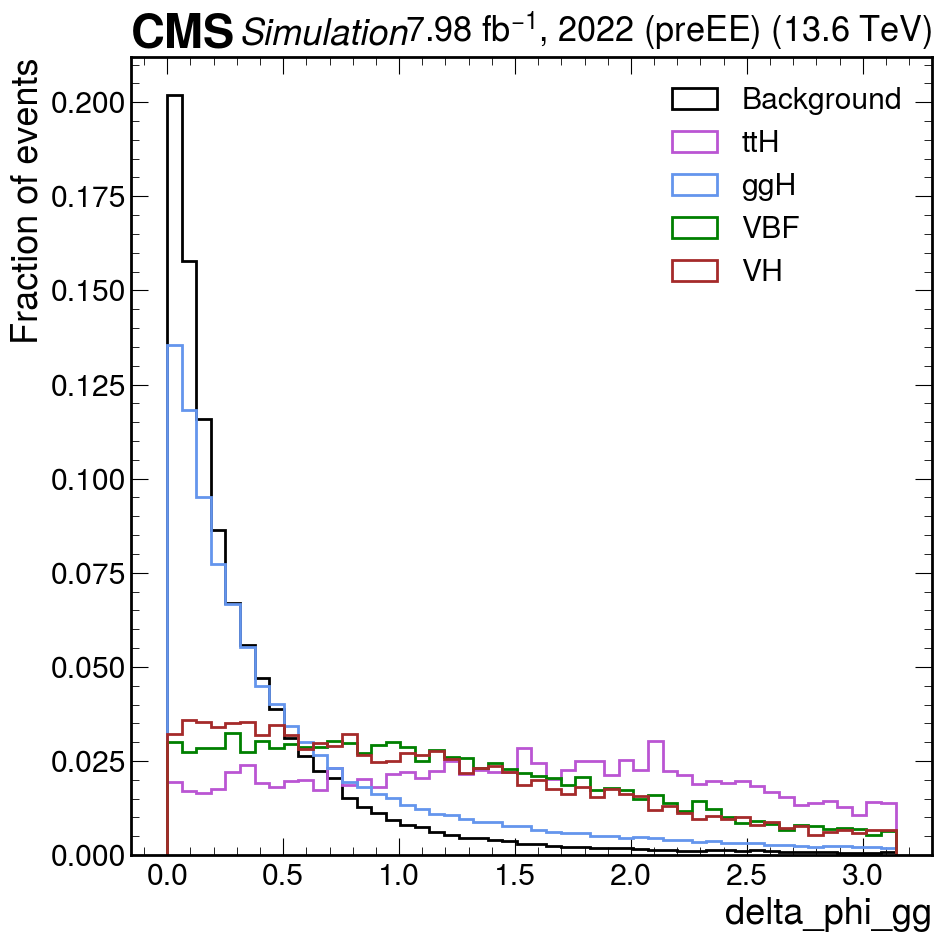 CMS Simulation 7.98 fb⁻¹, 2022 (preEE) (13.6 TeV)
Fraction of events
0.200
0.175
0.150
0.125
0.100
0.075
0.050
0.025
0.000
Background
ttH
ggH
VBF
VH
0.0 0.5 1.0 1.5 2.0 2.5 3.0
delta_phi_gg